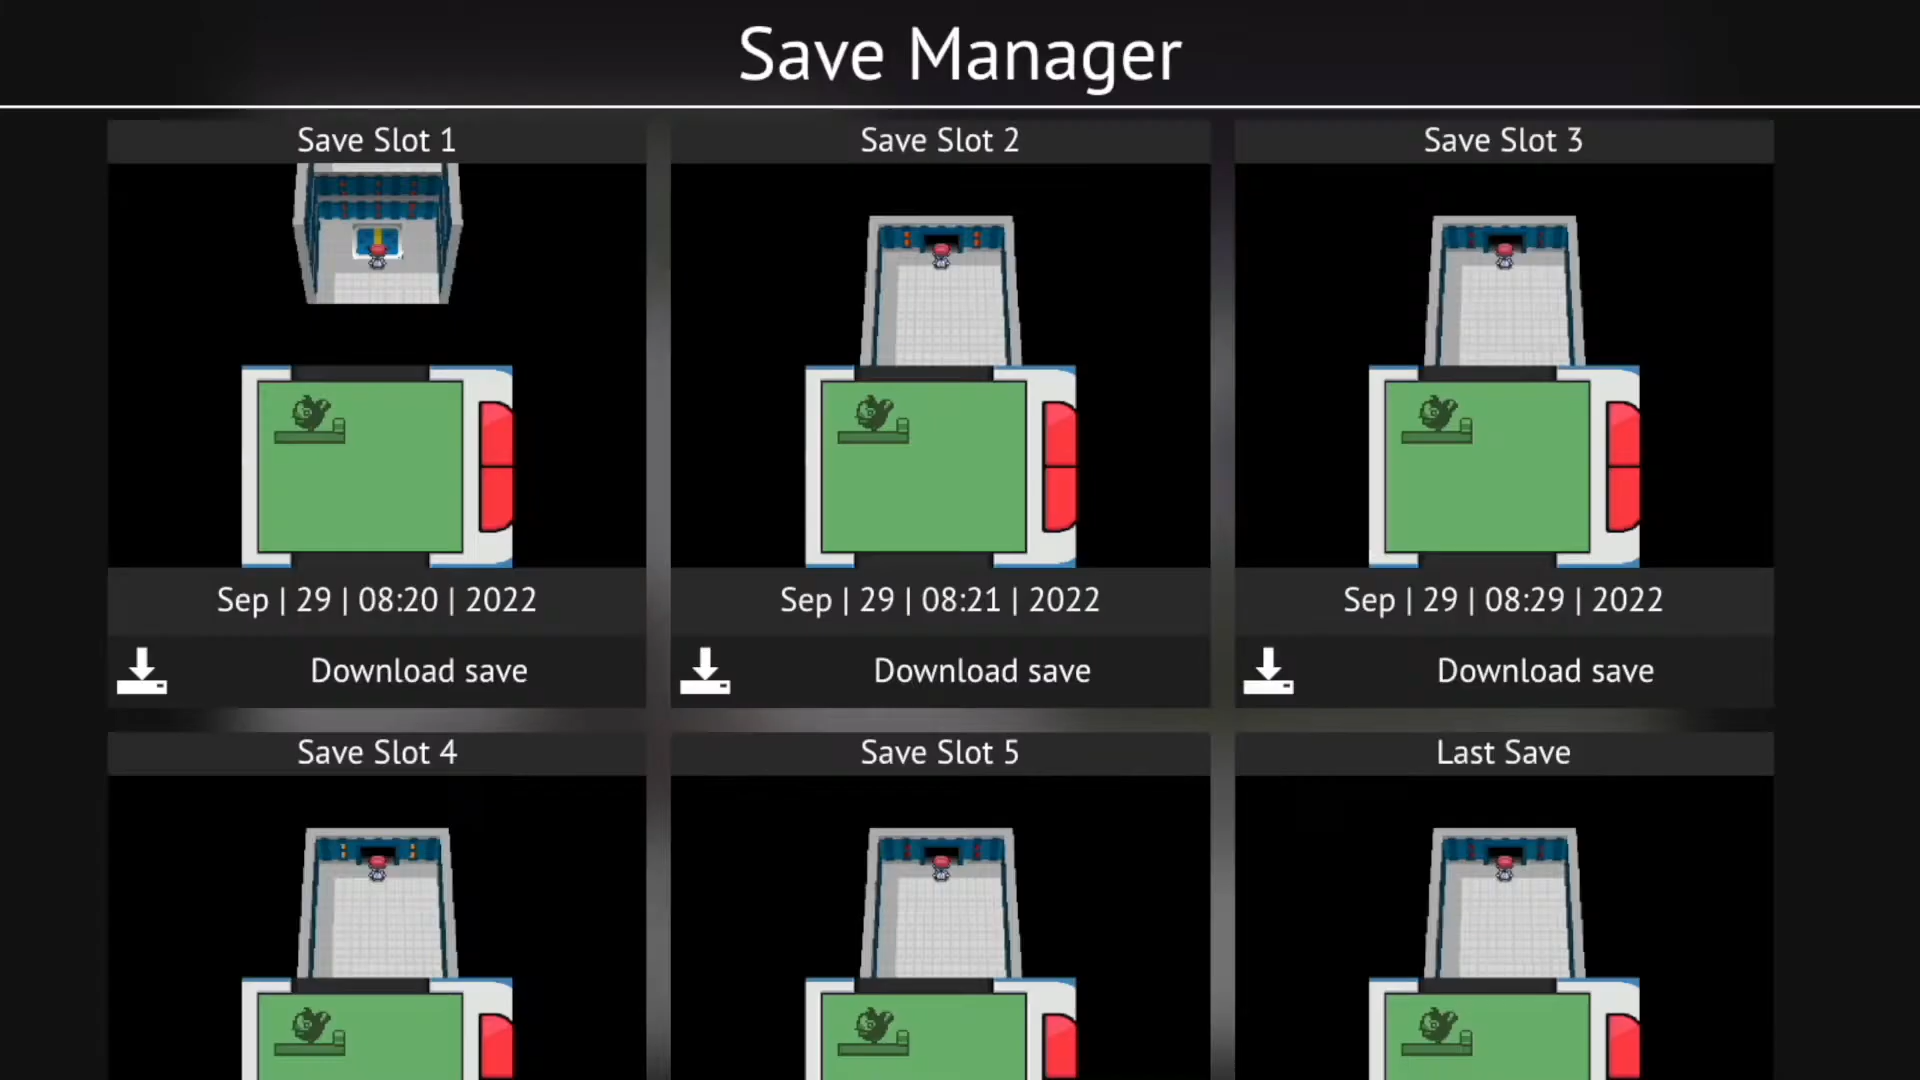 Save Manager
Save Slot 1
Save Slot 2
Save Slot 3
Sep | 29 | 08:20 | 2022
Sep | 29 | 08:21 | 2022
Sep | 29 | 08:29 | 2022
Download save
Download save
Download save
Save Slot 4
Save Slot 5
Last Save